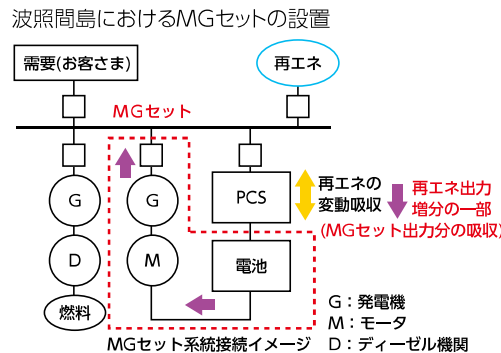 波照間島におけるMGセットの設置
需要(お客さま)
再エネ
MGセット
G
G
PCS
再エネの
変動吸収
再エネ出力
増分の一部
(MGセット出力分の吸収)
D
M
電池
燃料
G：発電機
M：モータ
D：ディーゼル機関
MGセット系統接続イメージ